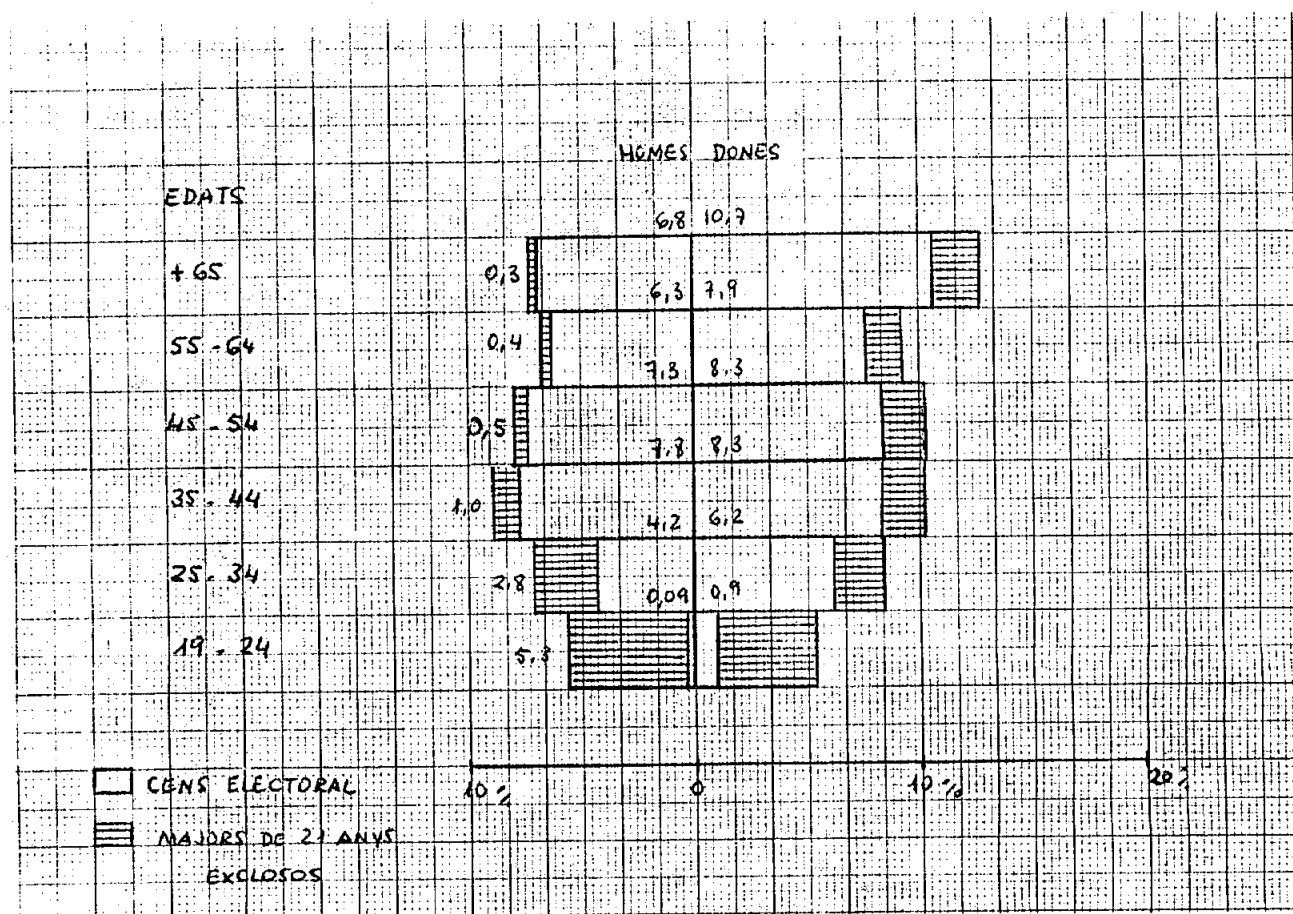 HOMES DONES
EDATS
6,8 10,7
+ 65
0,3
6,3 7,9
55 - 64
0,4
7,3 8,3
45 - 54
0,5
7,8 8,3
35 - 44
1,0
4,2 6,2
25 - 34
2,8
0,09 0,9
19 - 24
5,3
10 % 0 10 % 20 %
CENS ELECTORAL
MAJORS DE 21 ANYS
EXCLOSOS